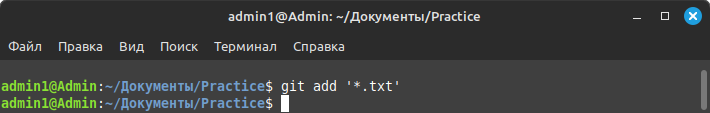 admin1@Admin: ~/Документы/Practice
Файл Правка Вид Поиск Терминал Справка
admin1@Admin:~/Документы/Practice$ git add '*.txt'
admin1@Admin:~/Документы/Practice$